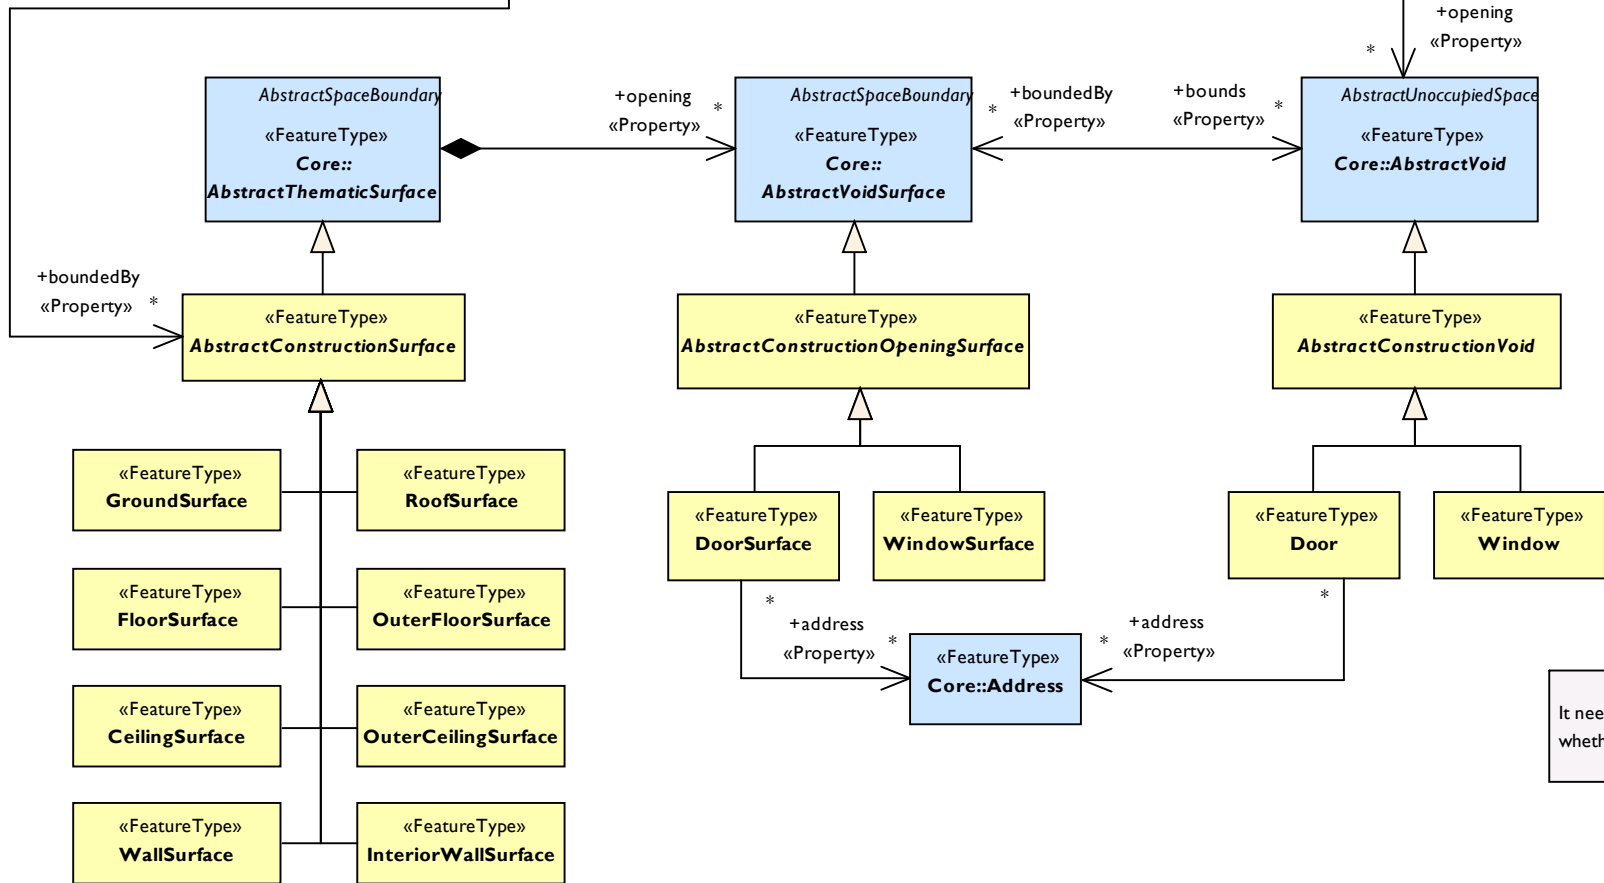 +opening
«Property»
*
AbstractSpaceBoundary
«FeatureType»
Core::
AbstractThematicSurface
+opening
«Property»
*
AbstractSpaceBoundary
«FeatureType»
Core::
AbstractVoidSurface
*
+boundedBy
«Property»
+bounds
«Property»
*
AbstractUnoccupiedSpace
«FeatureType»
Core::AbstractVoid
+boundedBy
«Property»
*
«FeatureType»
AbstractConstructionSurface
«FeatureType»
AbstractConstructionOpeningSurface
«FeatureType»
AbstractConstructionVoid
«FeatureType»
GroundSurface
«FeatureType»
RoofSurface
«FeatureType»
DoorSurface
«FeatureType»
WindowSurface
«FeatureType»
Door
«FeatureType»
Window
«FeatureType»
FloorSurface
«FeatureType»
OuterFloorSurface
*
+address
«Property»
*
«FeatureType»
Core::Address
*
+address
«Property»
*
«FeatureType»
CeilingSurface
«FeatureType»
OuterCeilingSurface
It
«FeatureType»
WallSurface
«FeatureType»
InteriorWallSurface